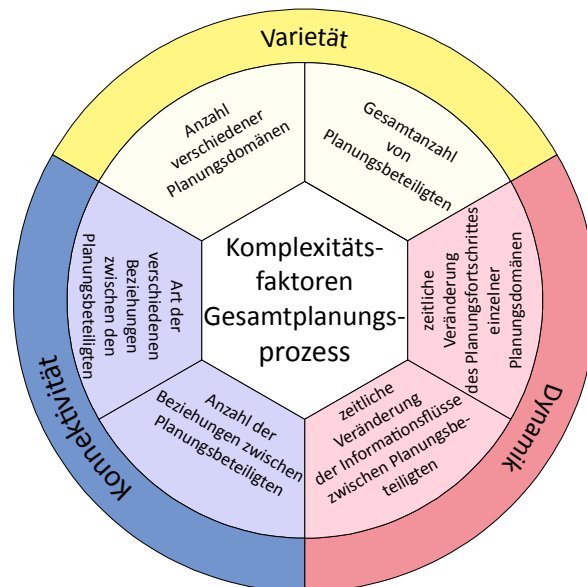 Varietät
Anzahl
verschiedener
Planungsdomänen
Gesamtanzahl
von
Planungsbeteiligten
Komplexitäts-
faktoren
Gesamtplanungs-
prozess
zeitliche
Veränderung
des Planungsfortschrittes
einzelner
Planungsdomänen
Dynamik
zeitliche
Veränderung
der Informationsflüsse
zwischen Planungsbe-
teiligten
Anzahl der
Beziehungen zwischen
Planungsbeteiligten
Konnektivität
Art der
verschiedenen
Beziehungen
zwischen den
Planungsbeteiligten